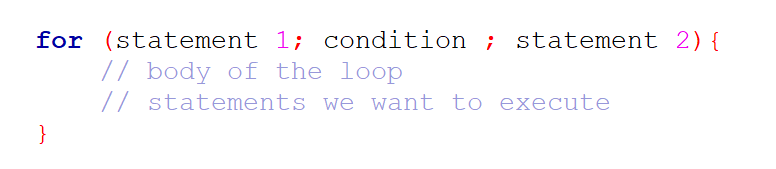 for (statement 1; condition ; statement 2){
// body of the loop
// statements we want to execute
}